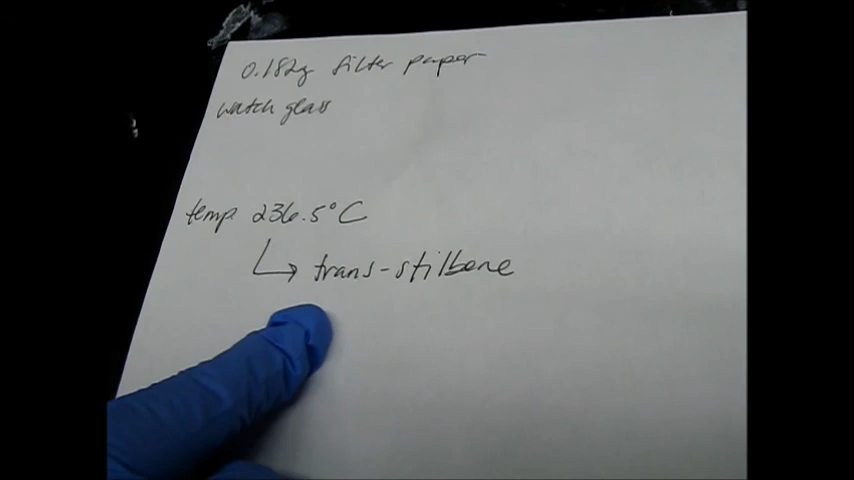 0.182g filter paper
watch glass
temp 236.5°C
↳ trans-stilbene